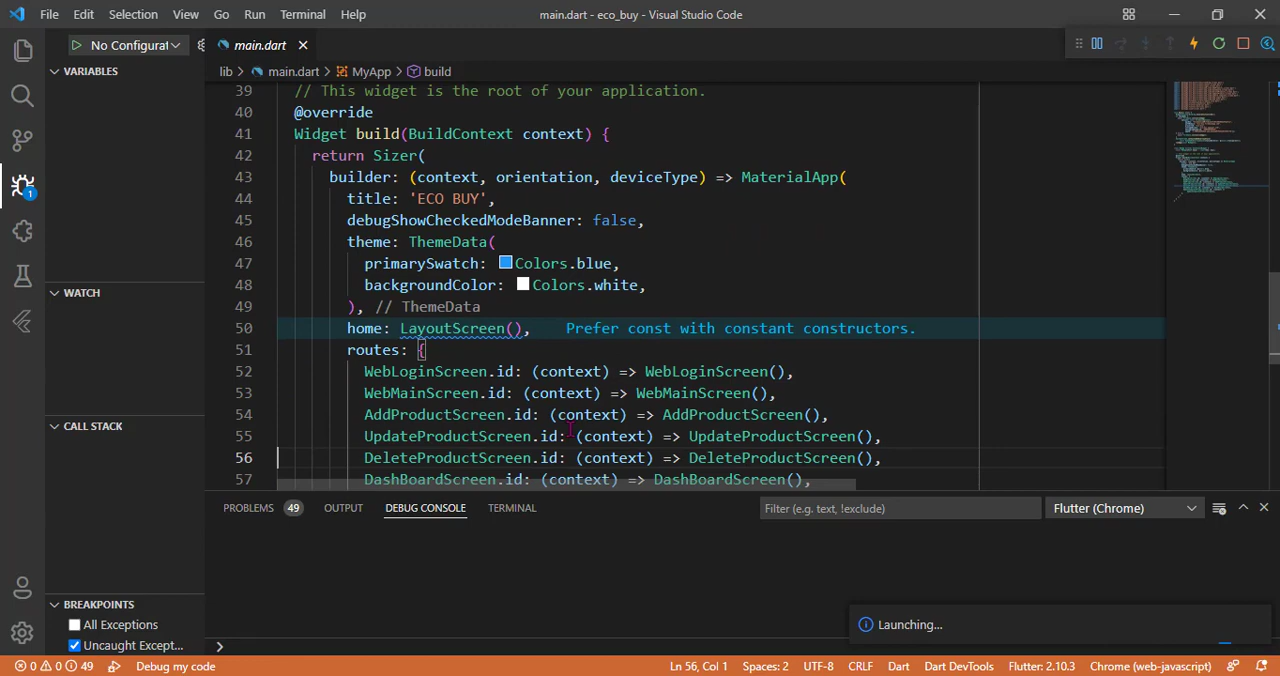 File Edit Selection View Go Run Terminal Help main.dart - eco_buy - Visual Studio Code
No Configurat main.dart
VARIABLES
lib > main.dart > MyApp > build
39 // This widget is the root of your application.
40 @override
41 Widget build(BuildContext context) {
42 return Sizer(
43 builder: (context, orientation, deviceType) => MaterialApp(
44 title: 'ECO BUY',
45 debugShowCheckedModeBanner: false,
46 theme: ThemeData(
47 primarySwatch: Colors.blue,
48 backgroundColor: Colors.white,
49 ), // ThemeData
50 home: LayoutScreen(), Prefer const with constant constructors.
51 routes: {
52 WebLoginScreen.id: (context) => WebLoginScreen(),
53 WebMainScreen.id: (context) => WebMainScreen(),
54 AddProductScreen.id: (context) => AddProductScreen(),
55 UpdateProductScreen.id: (context) => UpdateProductScreen(),
56 DeleteProductScreen.id: (context) => DeleteProductScreen(),
57 DashBoardScreen.id: (context) => DashBoardScreen(),
1
WATCH
CALL STACK
BREAKPOINTS
All Exceptions
Uncaught Except...
PROBLEMS 49 OUTPUT DEBUG CONSOLE TERMINAL Filter (e.g. text, !exclude) Flutter (Chrome)
Launching...
0 0 49 Debug my code Ln 56, Col 1 Spaces: 2 UTF-8 CRLF Dart Dart DevTools Flutter: 2.10.3 Chrome (web-javascript)